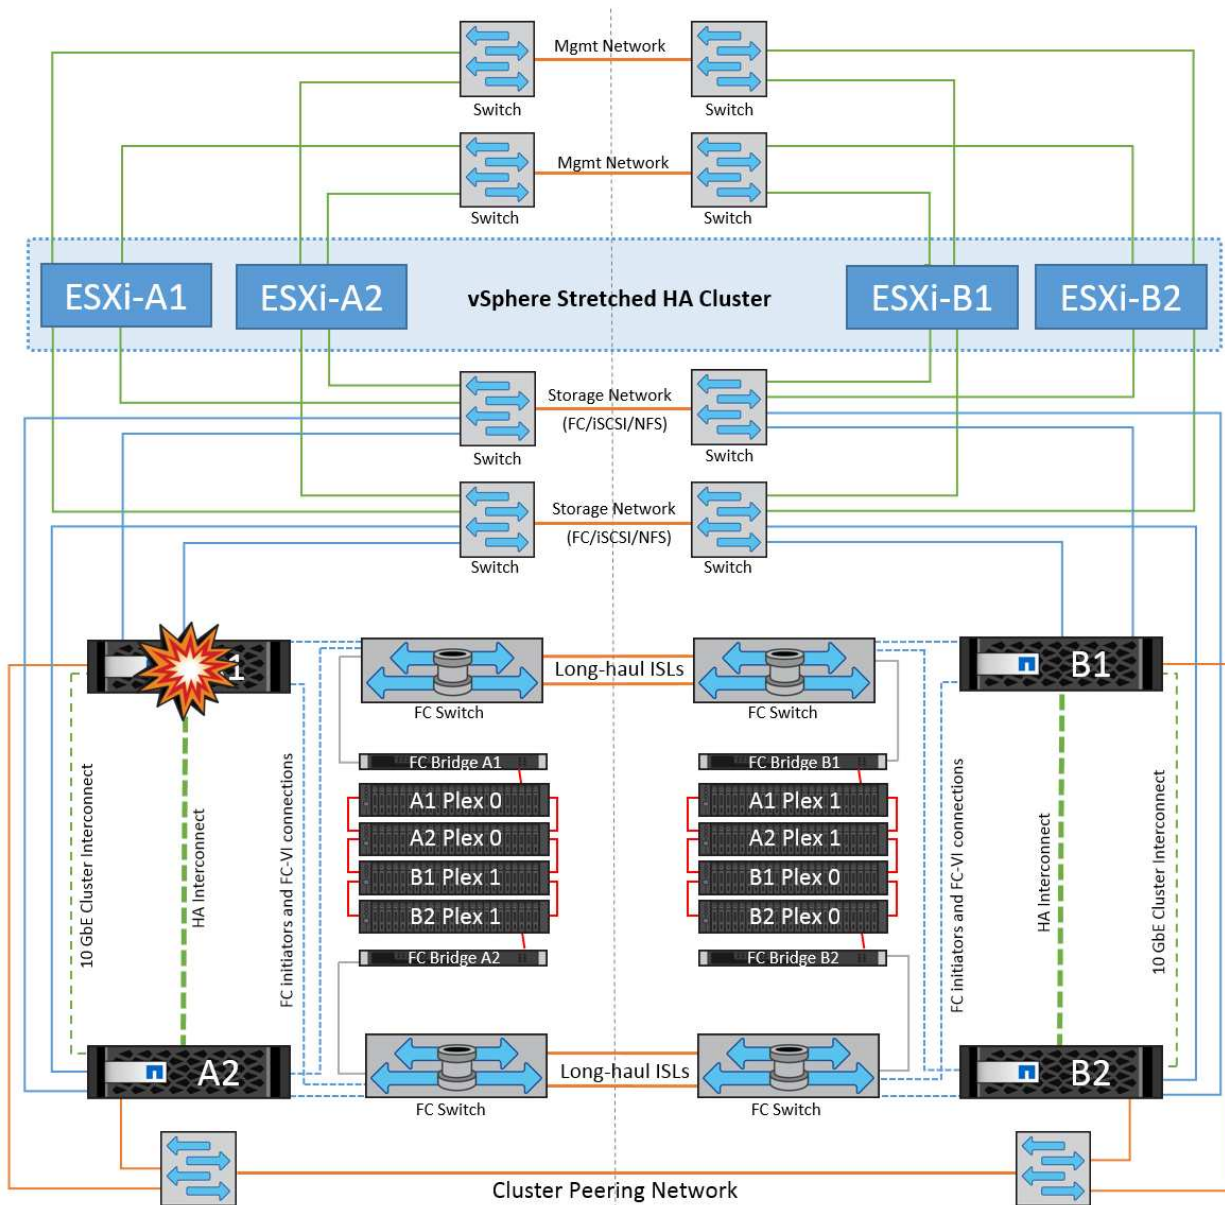 Mgmt Network
Switch
Switch
Mgmt Network
Switch
Switch
ESXi-A1
ESXi-A2
vSphere Stretched HA Cluster
ESXi-B1
ESXi-B2
Storage Network
(FC/iSCSI/NFS)
Switch
Switch
Storage Network
(FC/iSCSI/NFS)
Switch
Switch
1
B1
Long-haul ISLs
FC Switch
FC Switch
FC Bridge A1
FC Bridge B1
A1 Plex 0
A1 Plex 1
A2 Plex 0
A2 Plex 1
B1 Plex 1
B1 Plex 0
B2 Plex 1
B2 Plex 0
FC Bridge A2
FC Bridge B2
10 GbE Cluster Interconnect
HA Interconnect
FC initiators and FC-VI connections
FC initiators and FC-VI connections
HA Interconnect
10 GbE Cluster Interconnect
A2
B2
Long-haul ISLs
FC Switch
FC Switch
Cluster Peering Network